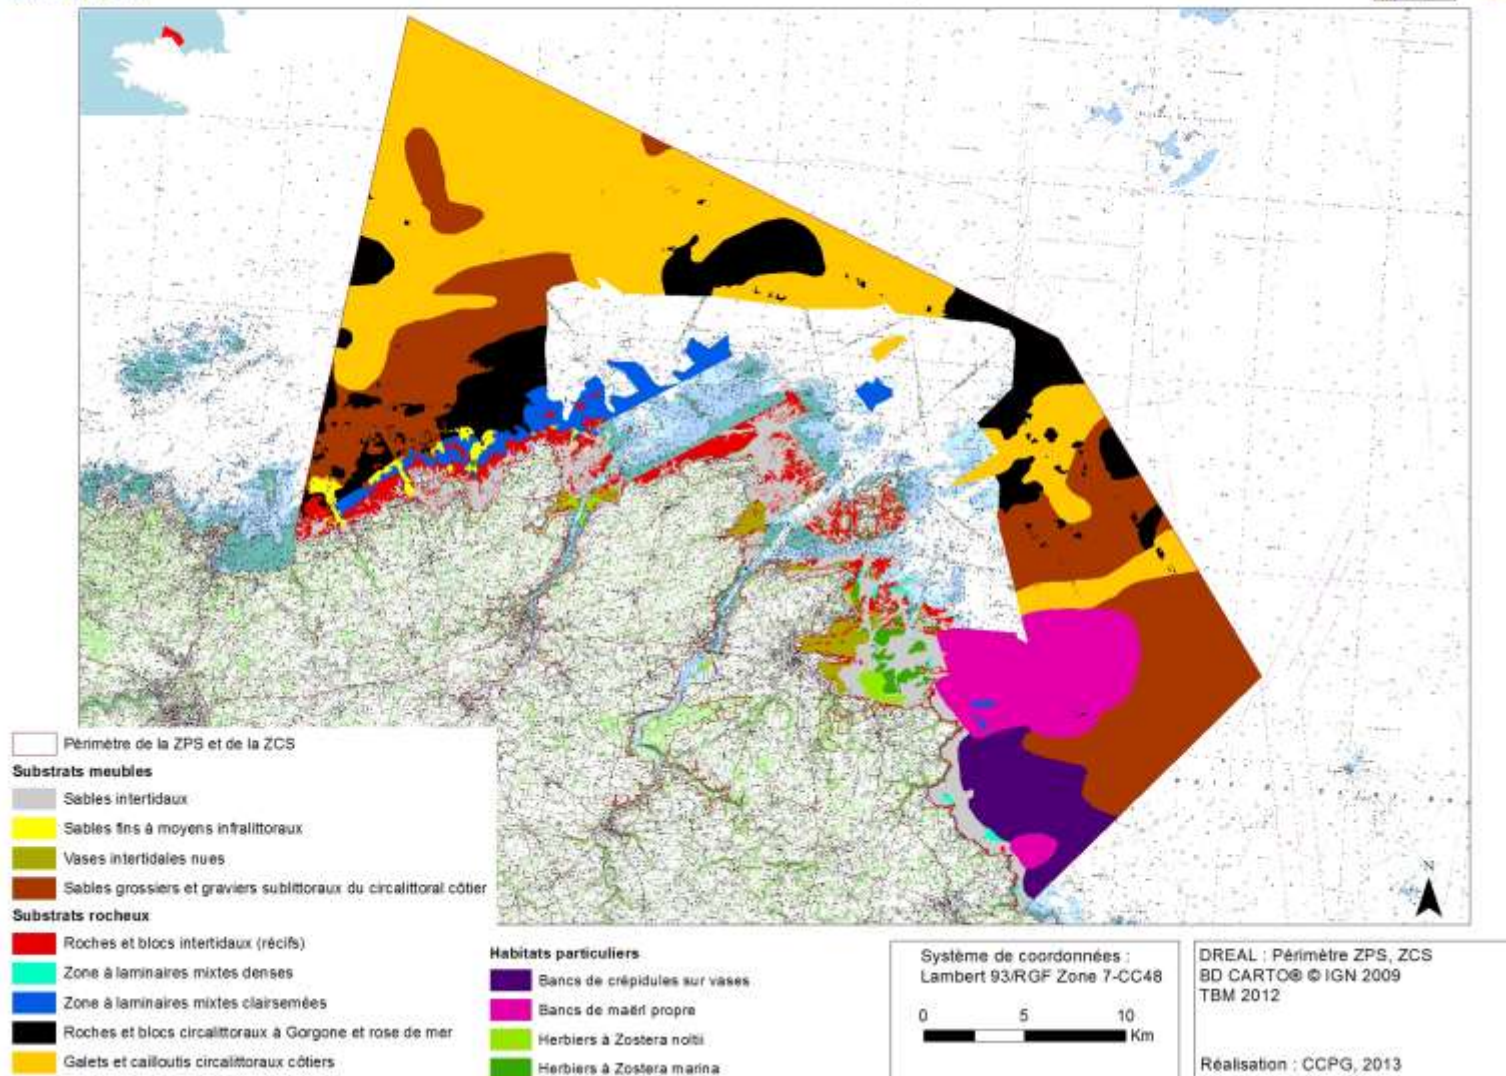 Périmètre de la ZPS et de la ZCS
Substrats meubles
Sables intertidaux
Sables fins à moyens infralittoraux
Vases intertidales nues
Sables grossiers et graviers sublittoraux du circalittoral côtier
Substrats rocheux
Roches et blocs intertidaux (récifs)
Zone à laminaires mixtes denses
Zone à laminaires mixtes clairsemées
Roches et blocs circalittoraux à Gorgone et rose de mer
Galets et cailloutis circalittoraux côtiers
Habitats particuliers
Bancs de crépidules sur vases
Bancs de maërl propre
Herbiers à Zostera noltii
Herbiers à Zostera marina
Système de coordonnées :
Lambert 93/RGF Zone 7-CC48
0 5 10
Km
DREAL : Périmètre ZPS, ZCS
BD CARTO® © IGN 2009
TBM 2012
Réalisation : CCPG, 2013
N